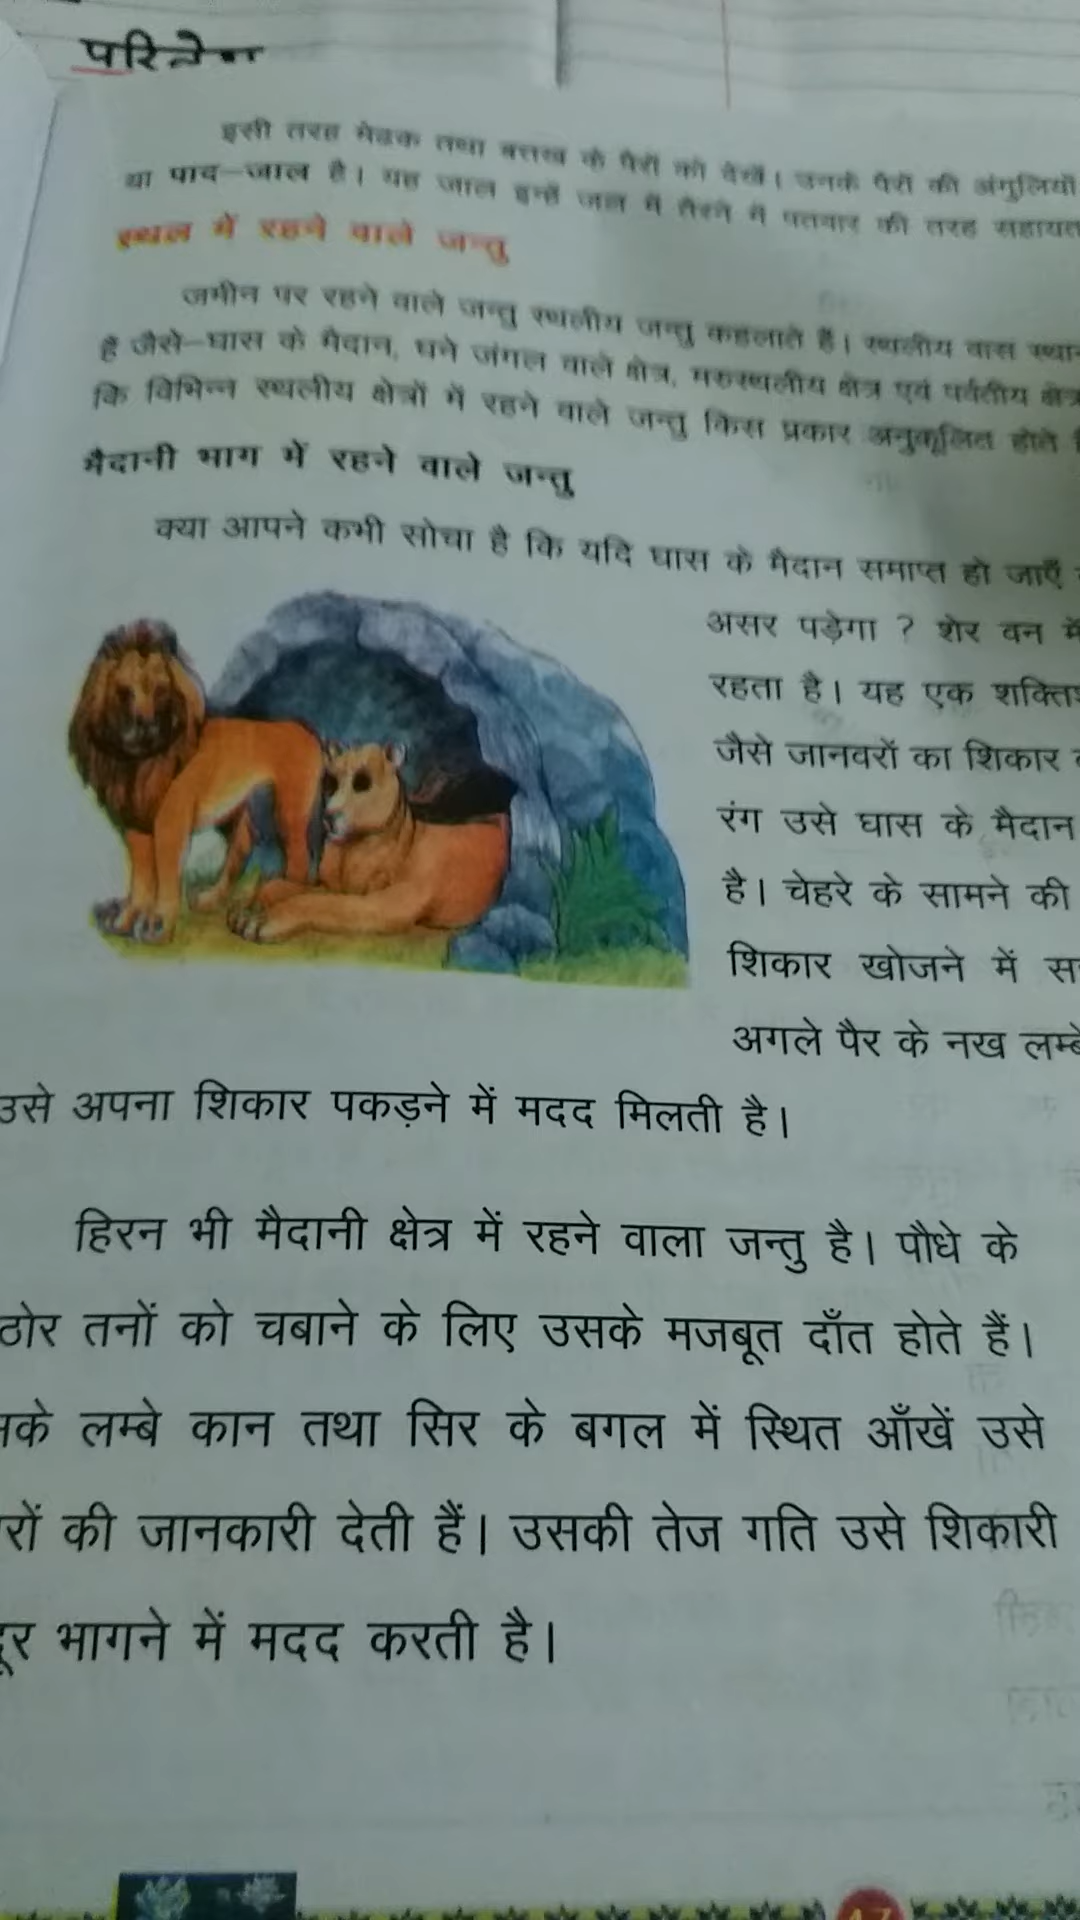 इसी तरह मेढक तथा बत्तख के पैरों को देखें। उनके पैरों की अंगुलियों
या पाद-जाल है। यह जाल इन्हें जल में तैरने में पतवार की तरह सहायत
स्थल में रहने वाले जन्तु
जमीन पर रहने वाले जन्तु स्थलीय जन्तु कहलाते हैं। स्थलीय वास स्थान
है जैसे-घास के मैदान, घने जंगल वाले क्षेत्र, मरुस्थलीय क्षेत्र एवं पर्वतीय क्षेत्र
कि विभिन्न स्थलीय क्षेत्रों में रहने वाले जन्तु किस प्रकार अनुकूलित होते
मैदानी भाग में रहने वाले जन्तु
क्या आपने कभी सोचा है कि यदि घास के मैदान समाप्त हो जाएँ
असर पड़ेगा ? शेर वन में
रहता है। यह एक शक्तिश
जैसे जानवरों का शिकार
रंग उसे घास के मैदान
है। चेहरे के सामने की
शिकार खोजने में स
अगले पैर के नख लम्बे
उसे अपना शिकार पकड़ने में मदद मिलती है।
हिरन भी मैदानी क्षेत्र में रहने वाला जन्तु है। पौधे के
ठोर तनों को चबाने के लिए उसके मजबूत दाँत होते हैं।
सके लम्बे कान तथा सिर के बगल में स्थित आँखें उसे
रों की जानकारी देती हैं। उसकी तेज गति उसे शिकारी
दूर भागने में मदद करती है।